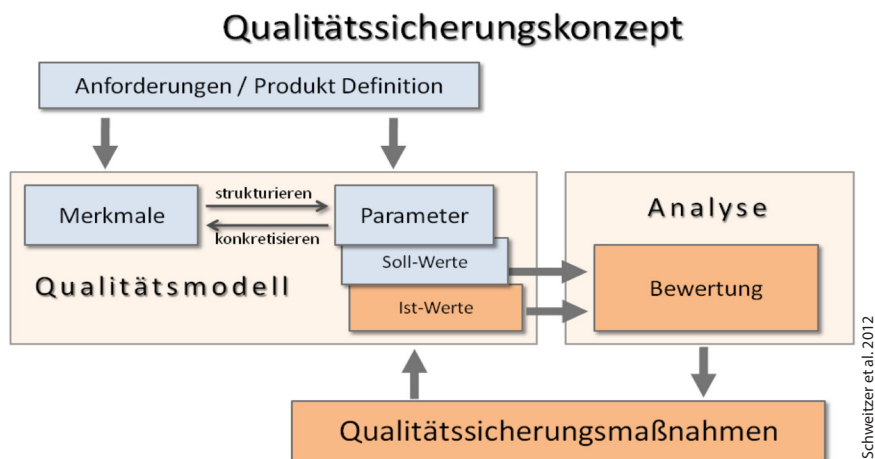 Qualitätssicherungskonzept
Anforderungen / Produkt Definition
Merkmale
strukturieren
konkretisieren
Parameter
Soll-Werte
Ist-Werte
Qualitätsmodell
Analyse
Bewertung
Qualitätssicherungsmaßnahmen
Schweitzer et al. 2012